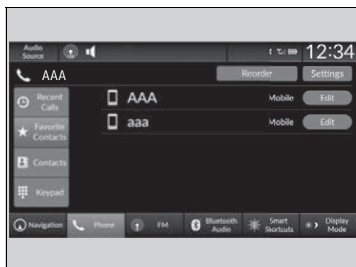 Audio
Source
12:34
AAA
Reorder
Settings
Recent
Calls
AAA
Mobile
Edit
Favorite
Contacts
aaa
Mobile
Edit
Contacts
Keypad
Navigation
Phone
FM
Bluetooth
Audio
Smart
Shortcuts
Display
Mode